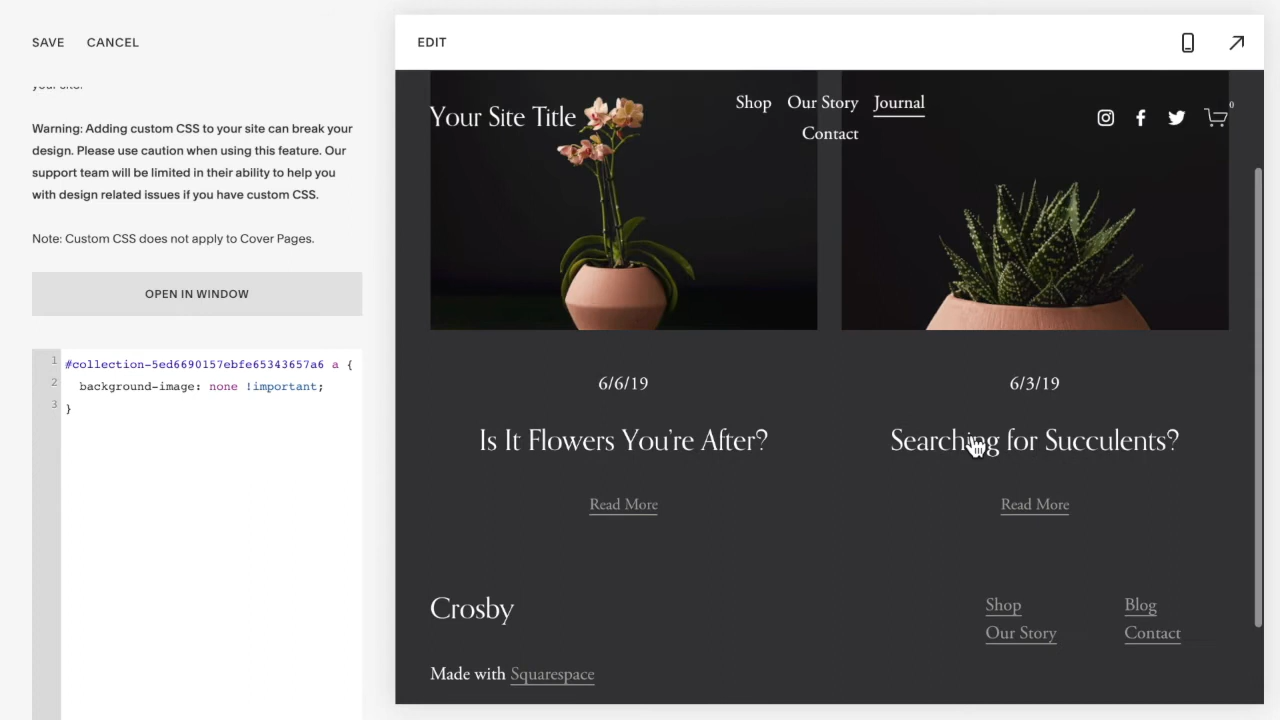 SAVE CANCEL
your site.
Warning: Adding custom CSS to your site can break your
design. Please use caution when using this feature. Our
support team will be limited in their ability to help you
with design related issues if you have custom CSS.
Note: Custom CSS does not apply to Cover Pages.
OPEN IN WINDOW
1 #collection-5ed6690157ebfe65343657a6 a {
2 background-image: none !important;
3 }
EDIT
Your Site Title
Shop Our Story Journal
Contact
0
6/6/19
Is It Flowers You're After?
Read More
6/3/19
Searching for Succulents?
Read More
Crosby
Made with Squarespace
Shop
Our Story
Blog
Contact